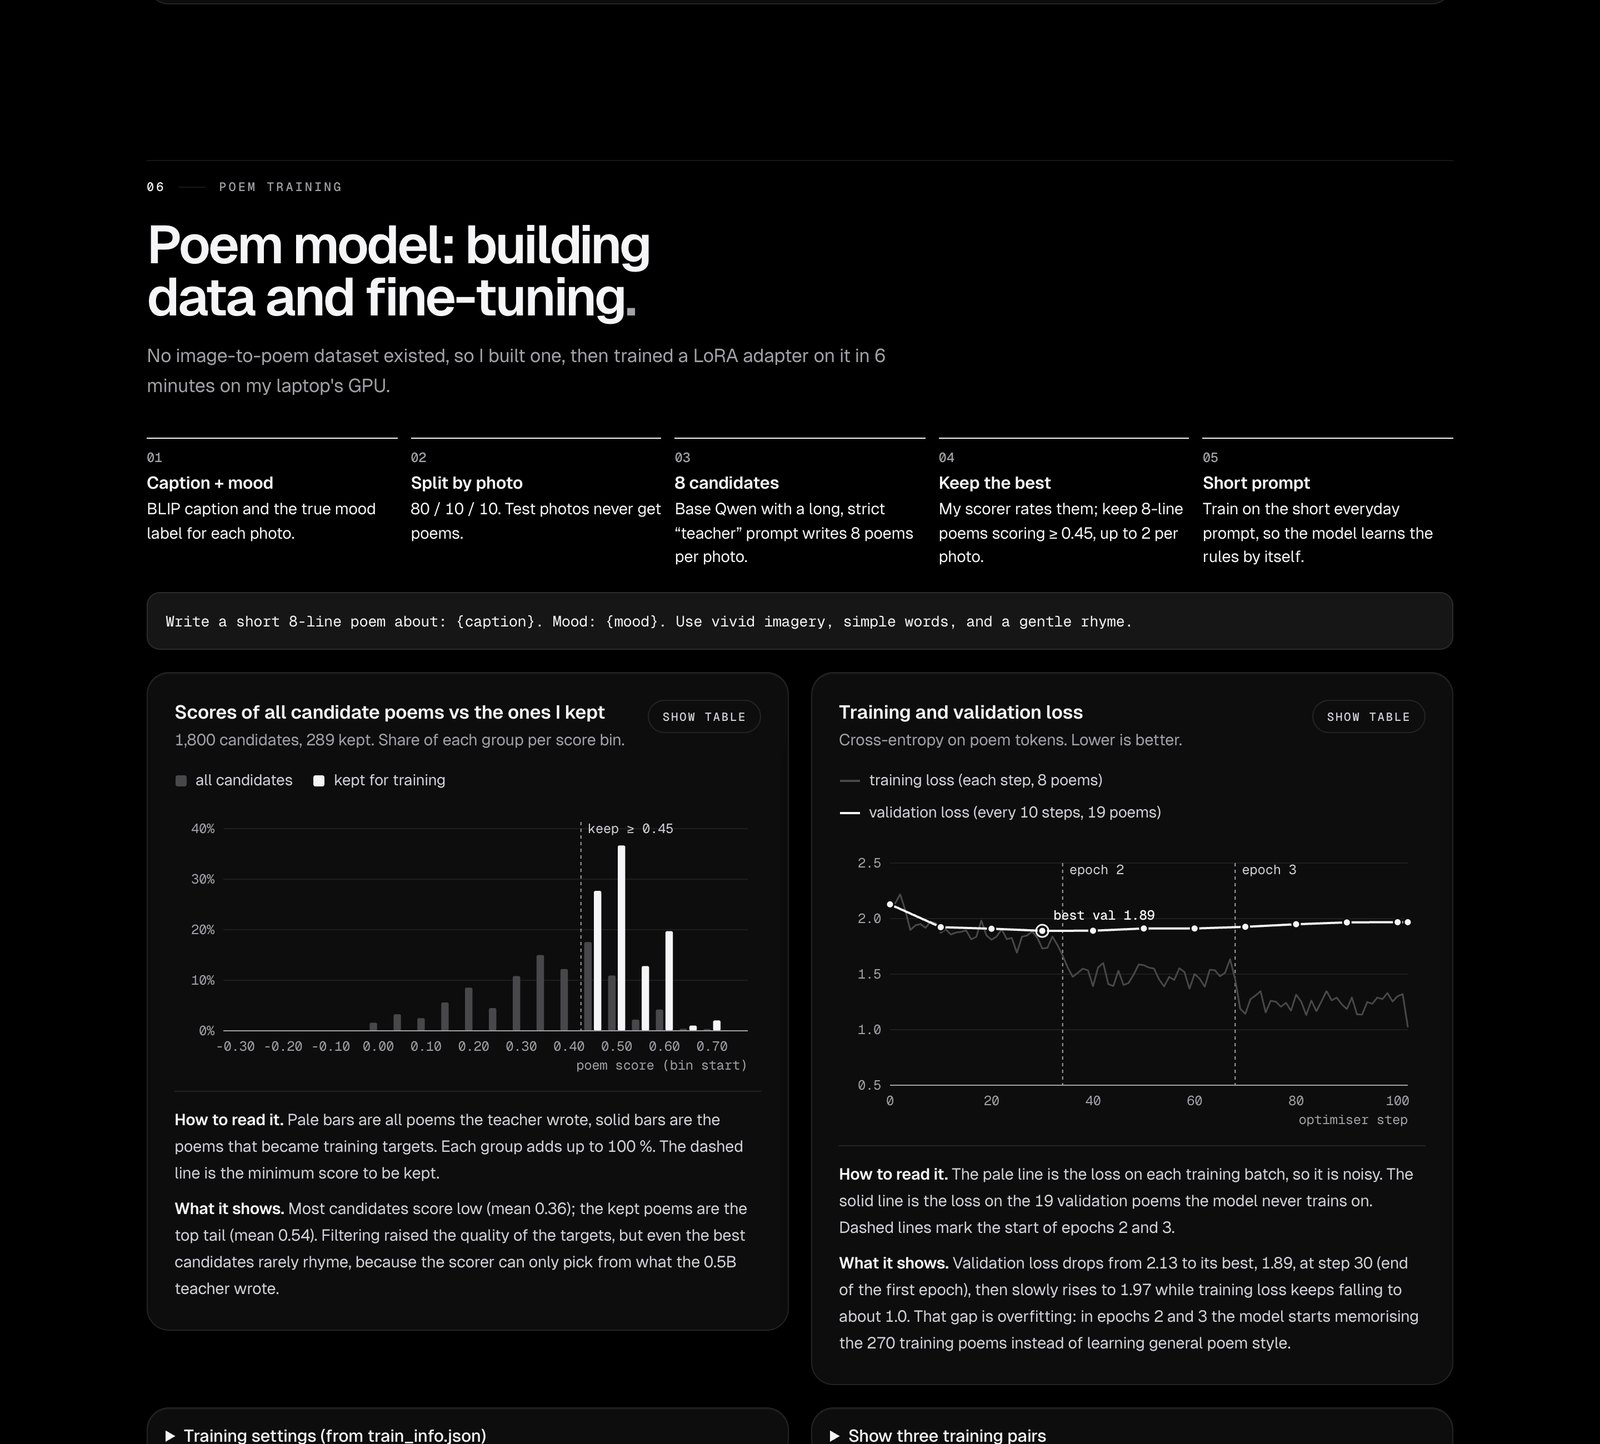 06 POEM TRAINING
Poem model: building
data and fine-tuning.
No image-to-poem dataset existed, so I built one, then trained a LoRA adapter on it in 6
minutes on my laptop's GPU.
01
Caption + mood
BLIP caption and the true mood
label for each photo.
02
Split by photo
80 / 10 / 10. Test photos never get
poems.
03
8 candidates
Base Qwen with a long, strict
“teacher” prompt writes 8 poems
per photo.
04
Keep the best
My scorer rates them; keep 8-line
poems scoring ≥ 0.45, up to 2 per
photo.
05
Short prompt
Train on the short everyday
prompt, so the model learns the
rules by itself.
Write a short 8-line poem about: {caption}. Mood: {mood}. Use vivid imagery, simple words, and a gentle rhyme.
Scores of all candidate poems vs the ones I kept
SHOW TABLE
1,800 candidates, 289 kept. Share of each group per score bin.
all candidates kept for training
40%
30%
20%
10%
0%
keep ≥ 0.45
-0.30 -0.20 -0.10 0.00 0.10 0.20 0.30 0.40 0.50 0.60 0.70
poem score (bin start)
How to read it. Pale bars are all poems the teacher wrote, solid bars are the
poems that became training targets. Each group adds up to 100 %. The dashed
line is the minimum score to be kept.
What it shows. Most candidates score low (mean 0.36); the kept poems are the
top tail (mean 0.54). Filtering raised the quality of the targets, but even the best
candidates rarely rhyme, because the scorer can only pick from what the 0.5B
teacher wrote.
Training and validation loss
SHOW TABLE
Cross-entropy on poem tokens. Lower is better.
training loss (each step, 8 poems)
validation loss (every 10 steps, 19 poems)
2.5
2.0
1.5
1.0
0.5
epoch 2
epoch 3
best val 1.89
0 20 40 60 80 100
optimiser step
How to read it. The pale line is the loss on each training batch, so it is noisy. The
solid line is the loss on the 19 validation poems the model never trains on.
Dashed lines mark the start of epochs 2 and 3.
What it shows. Validation loss drops from 2.13 to its best, 1.89, at step 30 (end
of the first epoch), then slowly rises to 1.97 while training loss keeps falling to
about 1.0. That gap is overfitting: in epochs 2 and 3 the model starts memorising
the 270 training poems instead of learning general poem style.
Training settings (from train_info.json)
Show three training pairs